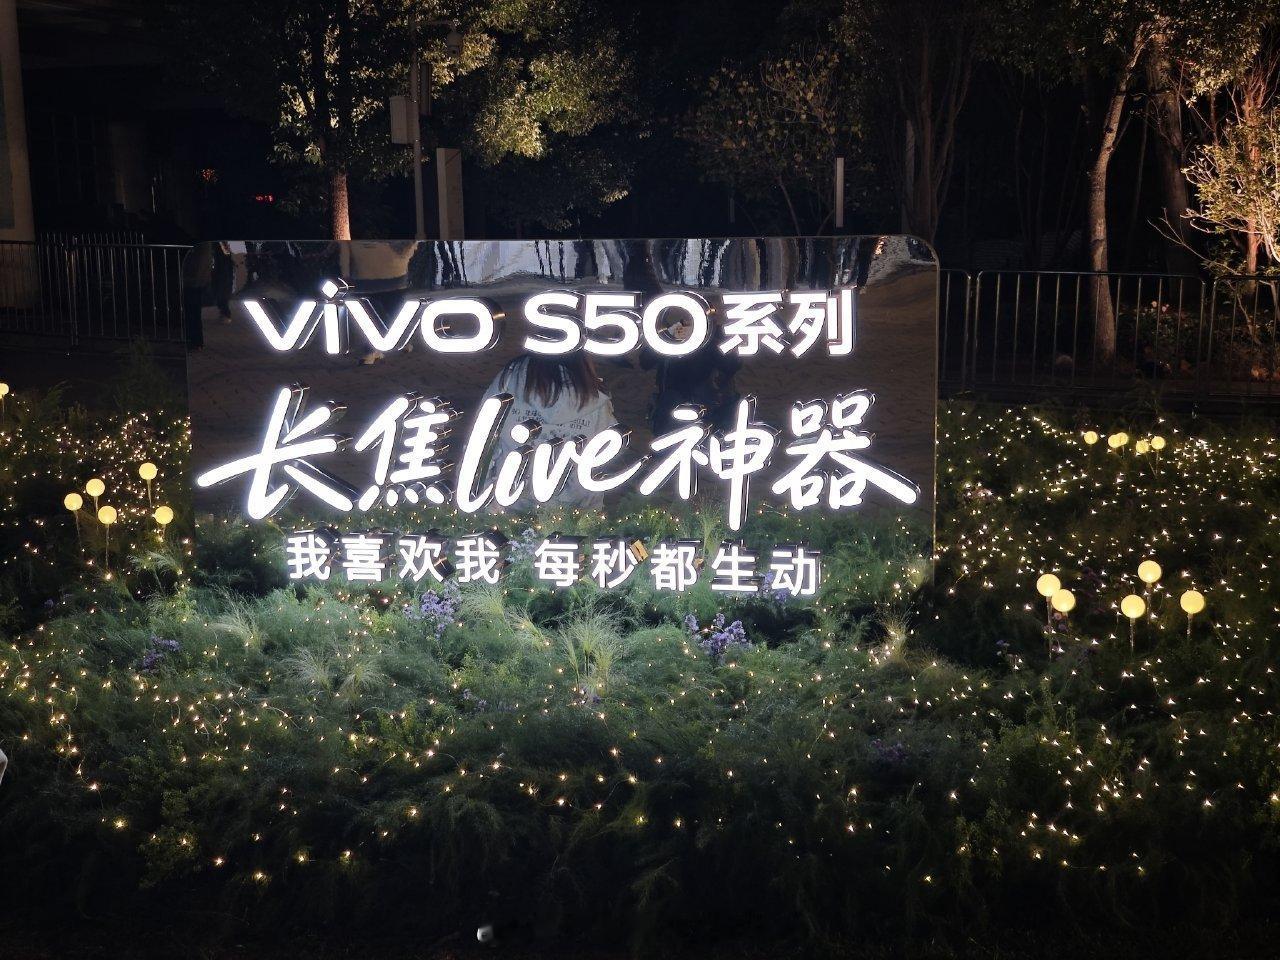 vivo S50系列
长焦live神器
我喜欢我 每秒都生动